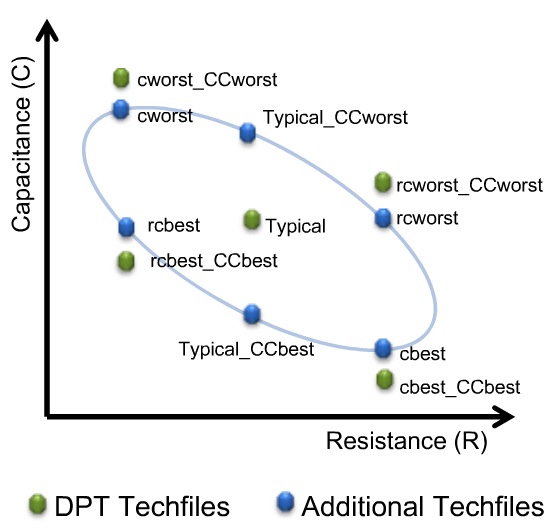 Capacitance (C)
cworst_CCworst
cworst
Typical_CCworst
rcworst_CCworst
rcworst
rcbest
Typical
rcbest_CCbest
Typical_CCbest
cbest
cbest_CCbest
Resistance (R)
DPT Techfiles
Additional Techfiles